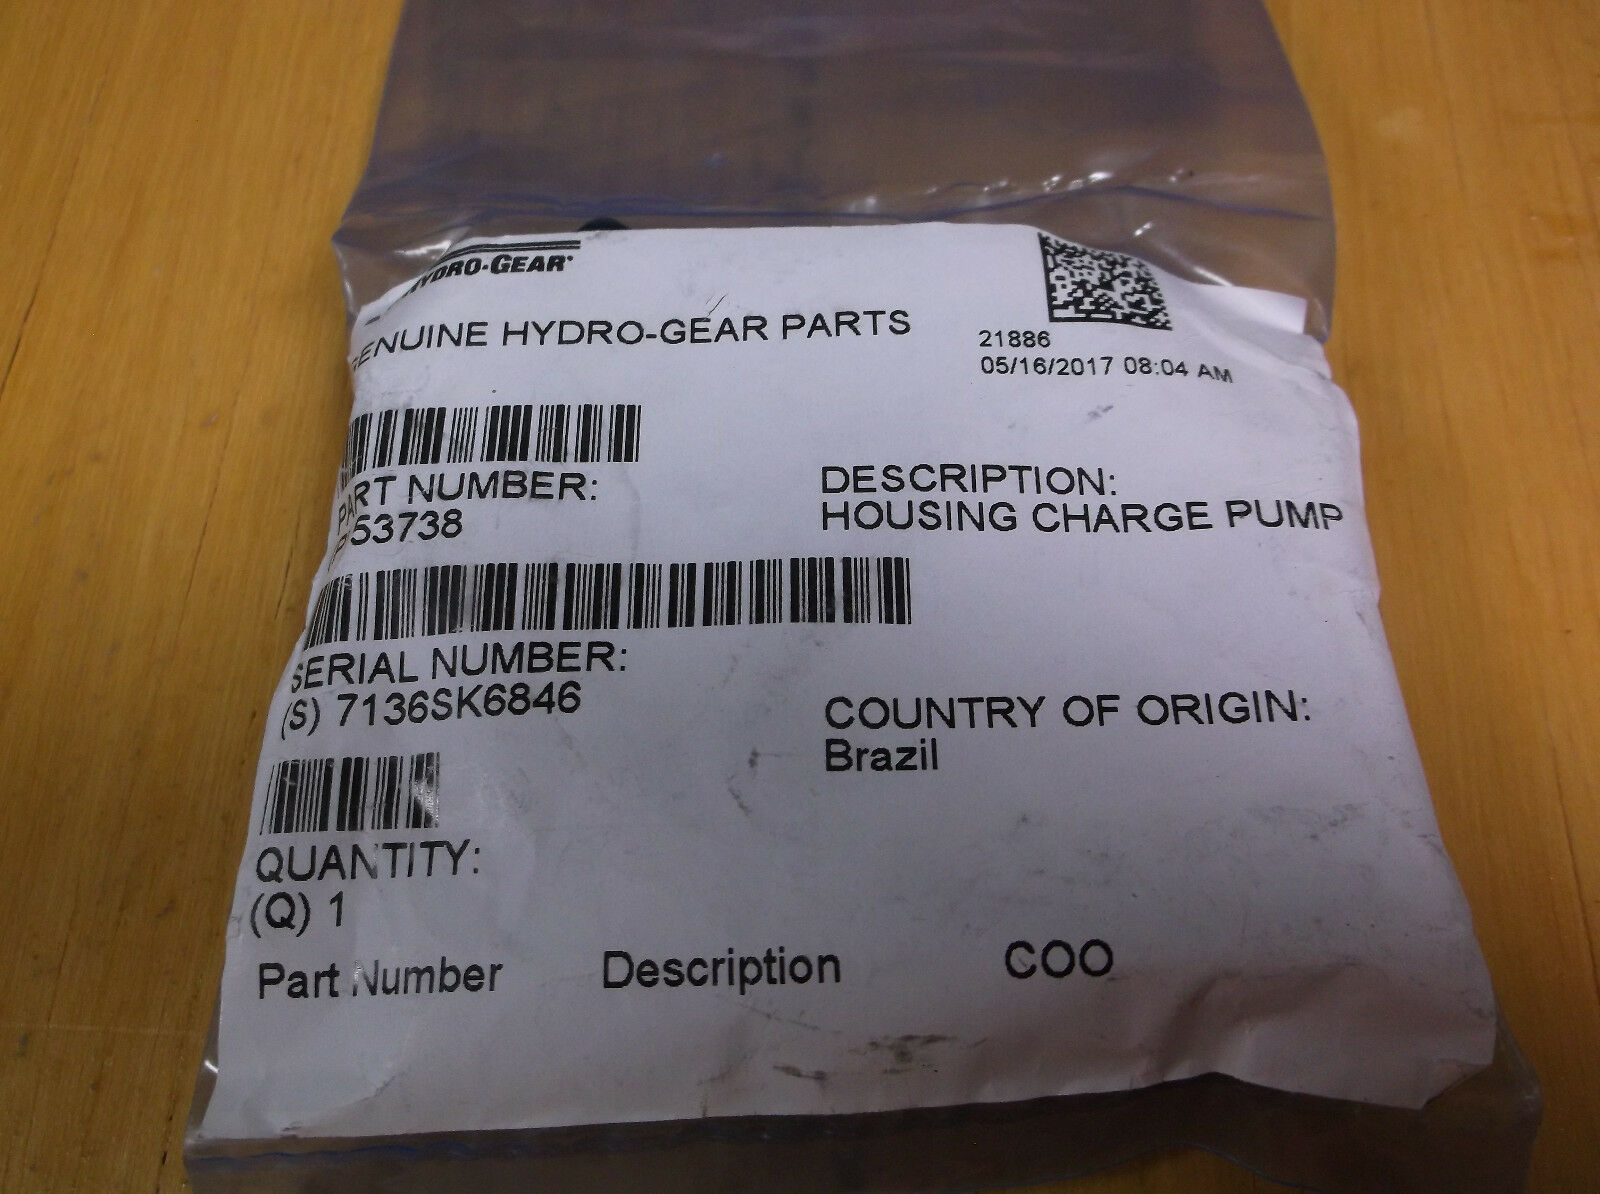 HYDRO-GEAR
GENUINE HYDRO-GEAR PARTS
21886
05/16/2017 08:04 AM
PART NUMBER:
53738
DESCRIPTION:
HOUSING CHARGE PUMP
SERIAL NUMBER:
(S) 7136SK6846
COUNTRY OF ORIGIN:
Brazil
QUANTITY:
(Q) 1
Part Number Description COO